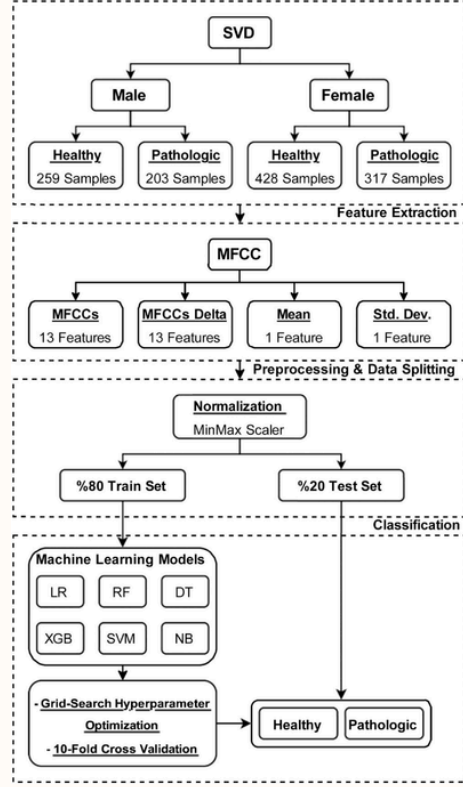 SVD
Male
Female
Healthy
259 Samples
Pathologic
203 Samples
Healthy
428 Samples
Pathologic
317 Samples
Feature Extraction
MFCC
MFCCs
13 Features
MFCCs Delta
13 Features
Mean
1 Feature
Std. Dev.
1 Feature
Preprocessing & Data Splitting
Normalization
MinMax Scaler
%80 Train Set
%20 Test Set
Classification
Machine Learning Models
LR
RF
DT
XGB
SVM
NB
- Grid-Search Hyperparameter
Optimization
- 10-Fold Cross Validation
Healthy
Pathologic